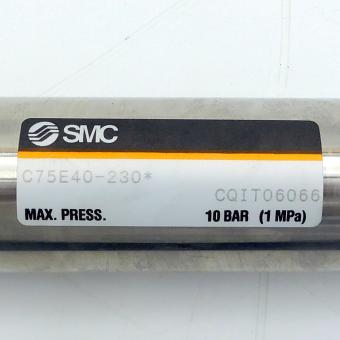 SMC
C75E40-230*
CQIT06066
MAX. PRESS. 10 BAR (1 MPa)